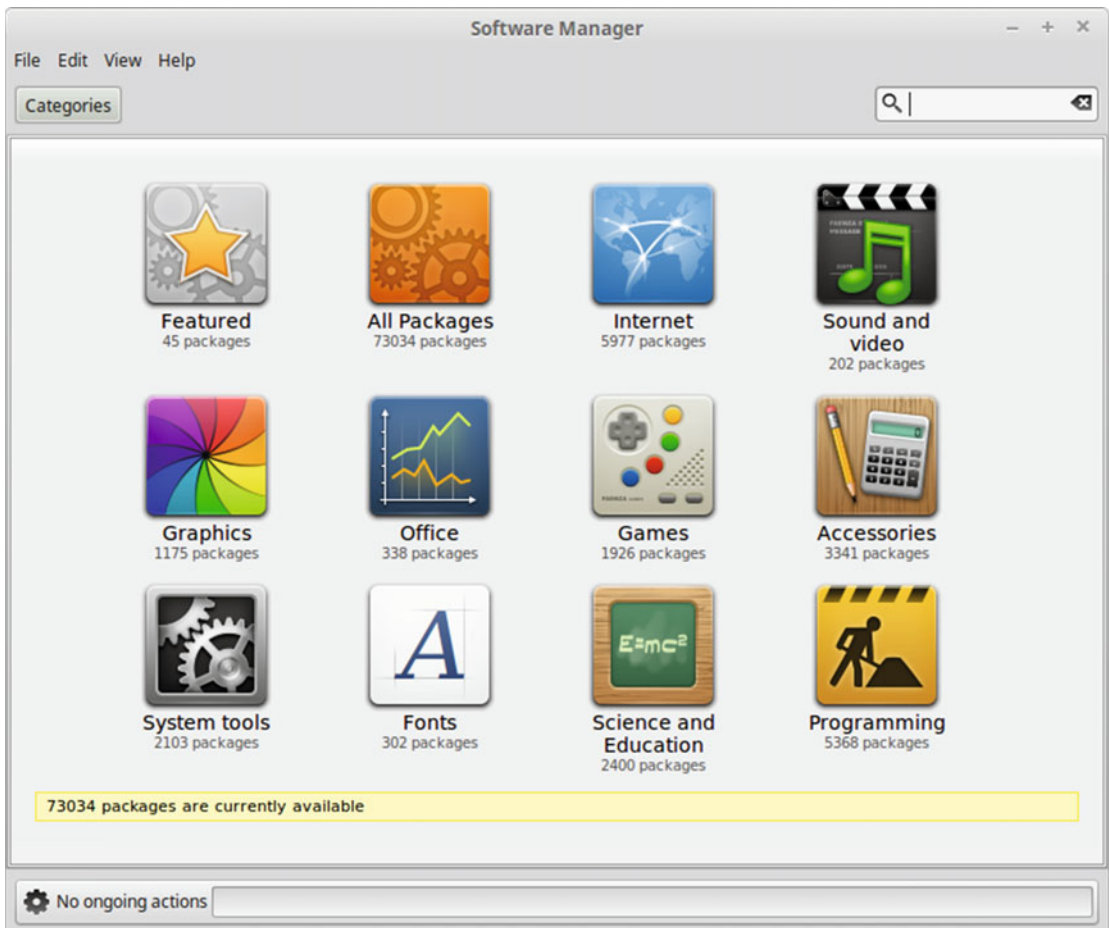 Software Manager
File Edit View Help
Categories
Featured
45 packages
All Packages
73034 packages
Internet
5977 packages
Sound and
video
202 packages
Graphics
1175 packages
Office
338 packages
Games
1926 packages
Accessories
3341 packages
System tools
2103 packages
A
Fonts
302 packages
E=mc²
Science and
Education
2400 packages
Programming
5368 packages
73034 packages are currently available
No ongoing actions